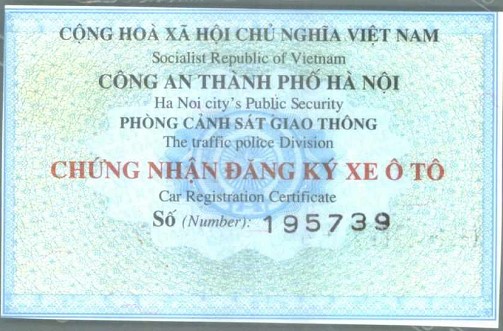 CỘNG HOÀ XÃ HỘI CHỦ NGHĨA VIỆT NAM
Socialist Republic of Vietnam
CÔNG AN THÀNH PHỐ HÀ NỘI
Ha Noi city's Public Security
PHÒNG CẢNH SÁT GIAO THÔNG
The traffic police Division
CHỨNG NHẬN ĐĂNG KÝ XE Ô TÔ
Car Registration Certificate
Số (Number): 195739